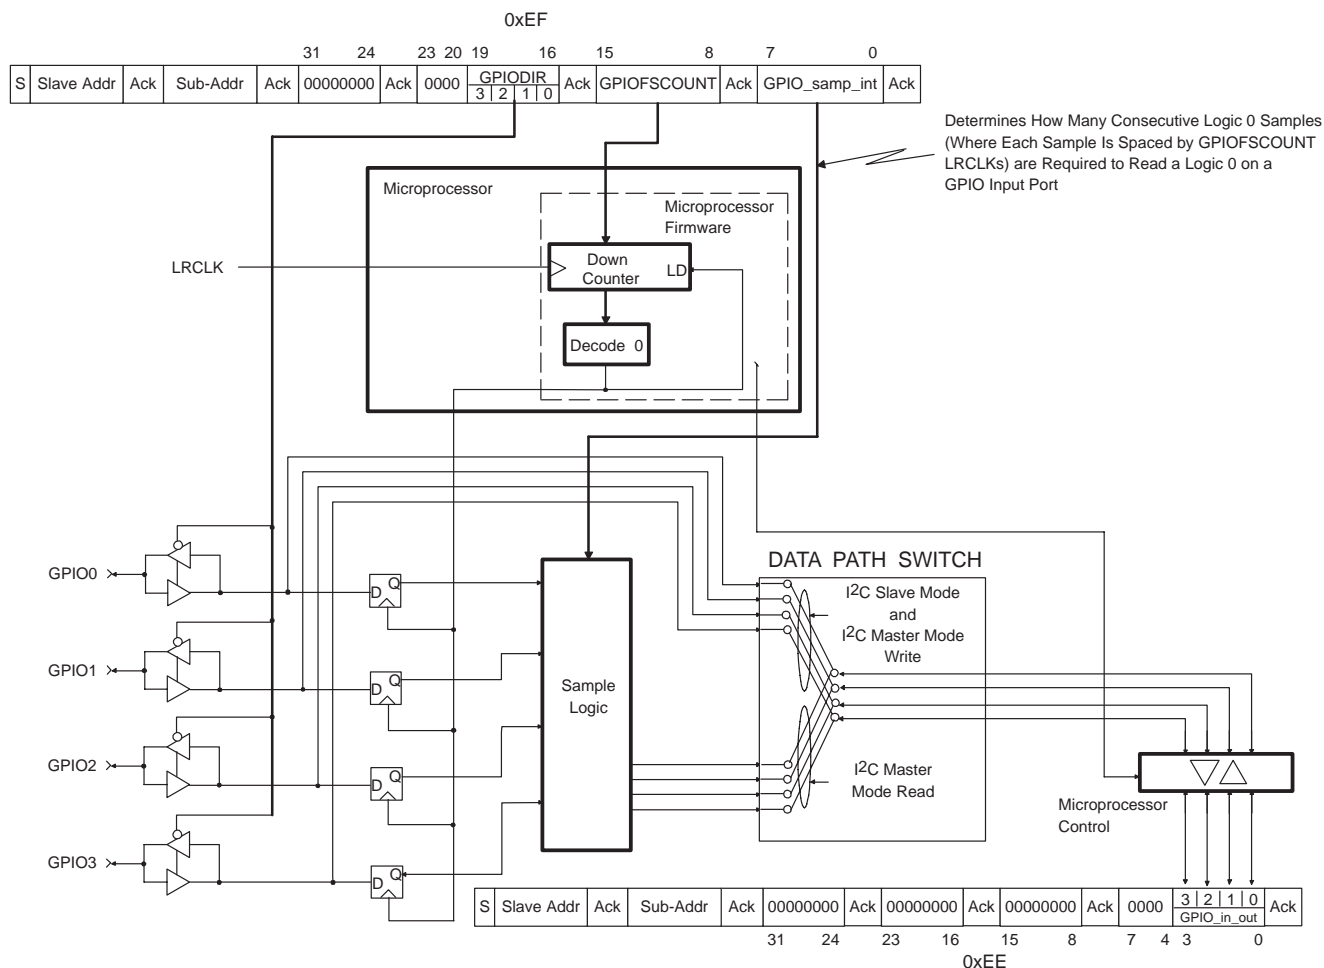 0xEF
31 24 23 20 19 16 15 8 7 0
S Slave Addr Ack Sub-Addr Ack 00000000 Ack 0000 GPIODIR Ack GPIOFSCOUNT Ack GPIO_samp_int Ack
3 2 1 0
Determines How Many Consecutive Logic 0 Samples
(Where Each Sample Is Spaced by GPIOFSCOUNT
LRCLKs) are Required to Read a Logic 0 on a
GPIO Input Port
Microprocessor
Microprocessor
Firmware
LRCLK
Down
Counter
LD
Decode 0
DATA PATH SWITCH
GPIO0
D Q
I2C Slave Mode
and
I2C Master Mode
Write
GPIO1
D Q
Sample
Logic
GPIO2
D Q
I2C Master
Mode Read
Microprocessor
Control
GPIO3
D Q
S Slave Addr Ack Sub-Addr Ack 00000000 Ack 00000000 Ack 00000000 Ack 0000 3 2 1 0 Ack
GPIO_in_out
31 24 23 16 15 8 7 4 3 0
0xEE